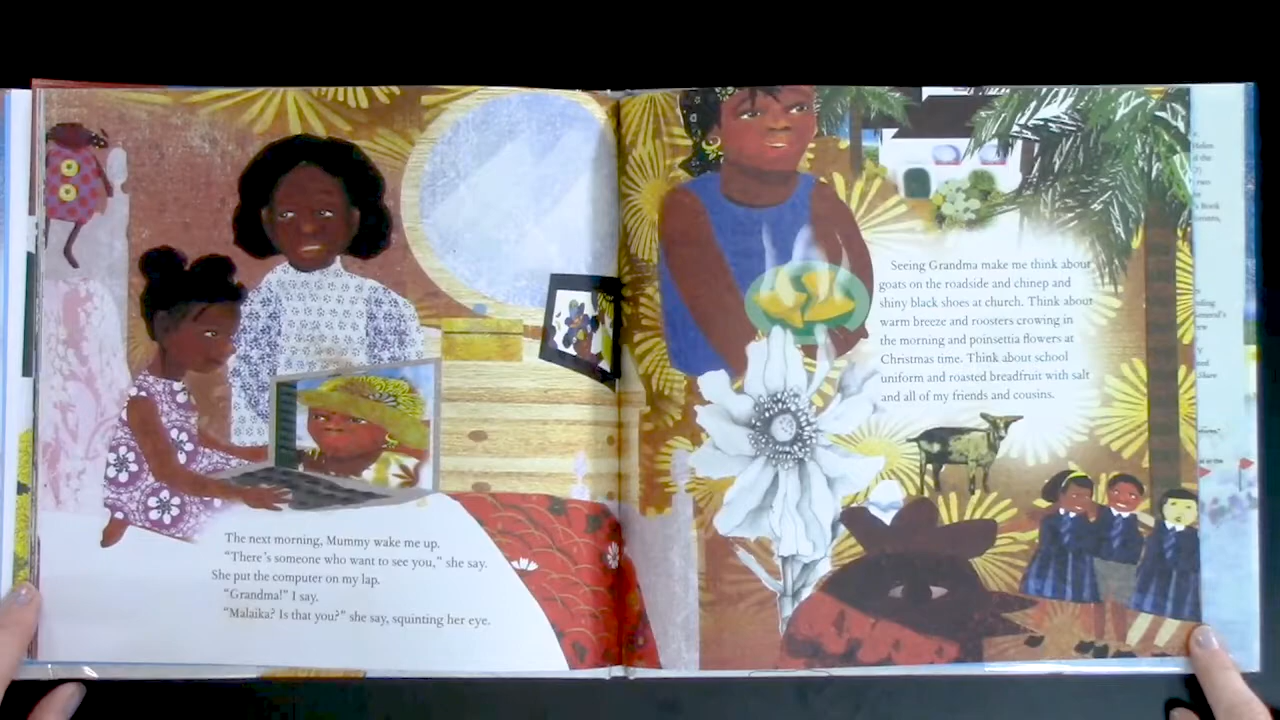 The next morning, Mummy wake me up.
"There's someone who want to see you," she say.
She put the computer on my lap.
"Grandma!" I say.
"Malaika? Is that you?" she say, squinting her eye.
Seeing Grandma make me think about
goats on the roadside and chinep and
shiny black shoes at church. Think about
warm breeze and roosters crowing in
the morning and poinsettia flowers at
Christmas time. Think about school
uniform and roasted breadfruit with salt
and all of my friends and cousins.
Helen
d the
two
Book